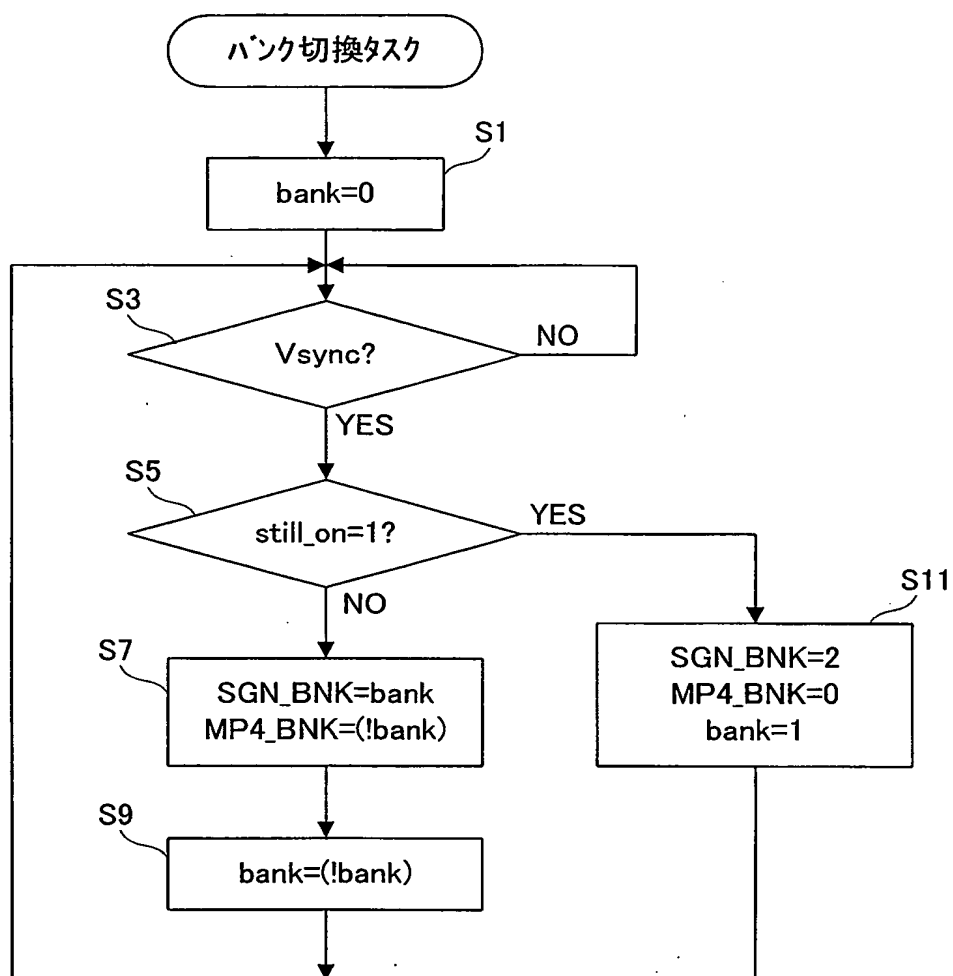 バンク切換タスク
S1
bank=0
S3
Vsync?
NO
YES
S5
still_on=1?
YES
NO
S11
SGN_BNK=2
MP4_BNK=0
bank=1
S7
SGN_BNK=bank
MP4_BNK=(!bank)
S9
bank=(!bank)